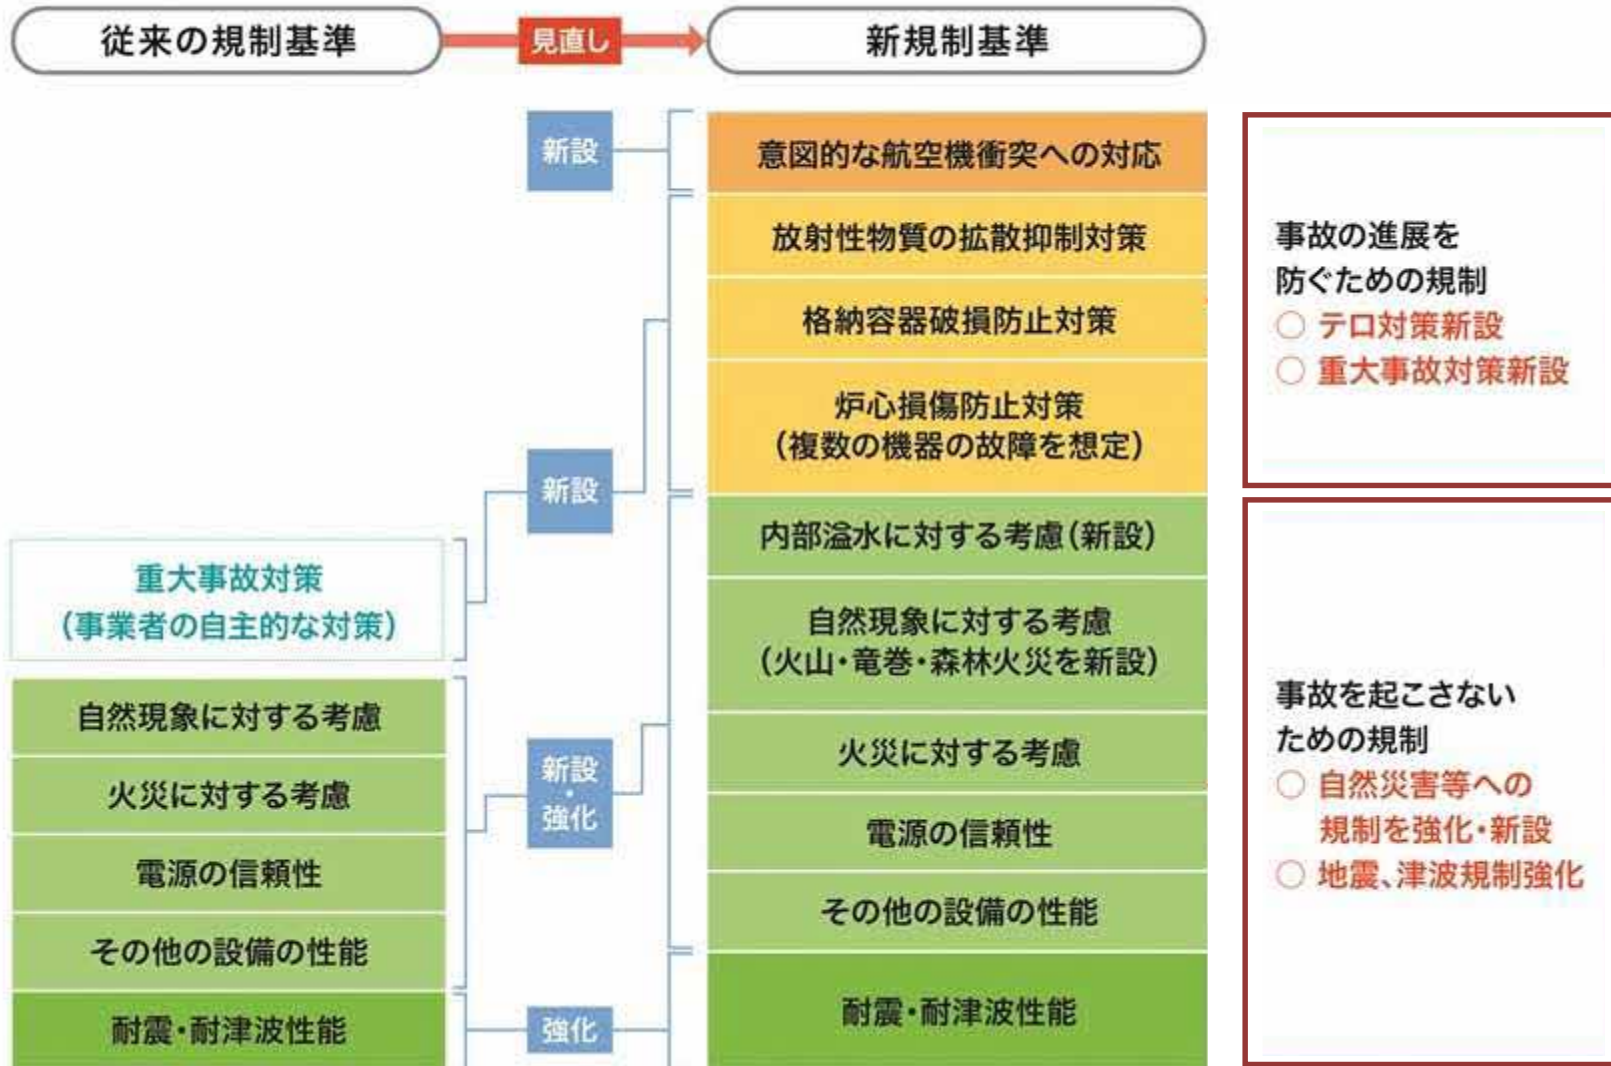 従来の規制基準
見直し
新規制基準
新設
意図的な航空機衝突への対応
放射性物質の拡散抑制対策
格納容器破損防止対策
炉心損傷防止対策
(複数の機器の故障を想定)
新設
内部溢水に対する考慮(新設)
自然現象に対する考慮
(火山・竜巻・森林火災を新設)
火災に対する考慮
電源の信頼性
その他の設備の性能
耐震・耐津波性能
重大事故対策
(事業者の自主的な対策)
自然現象に対する考慮
火災に対する考慮
電源の信頼性
その他の設備の性能
耐震・耐津波性能
新設
・
強化
強化
事故の進展を
防ぐための規制
○ テロ対策新設
○ 重大事故対策新設
事故を起こさない
ための規制
○ 自然災害等への
規制を強化・新設
○ 地震、津波規制強化